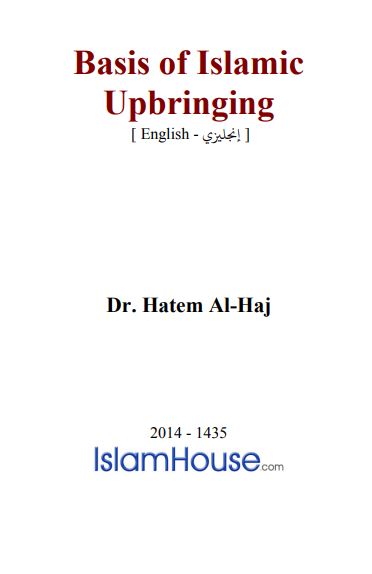 Basis of Islamic
Upbringing
[ English - إنجليزي ]
Dr. Hatem Al-Haj
2014 - 1435
IslamHouse.com